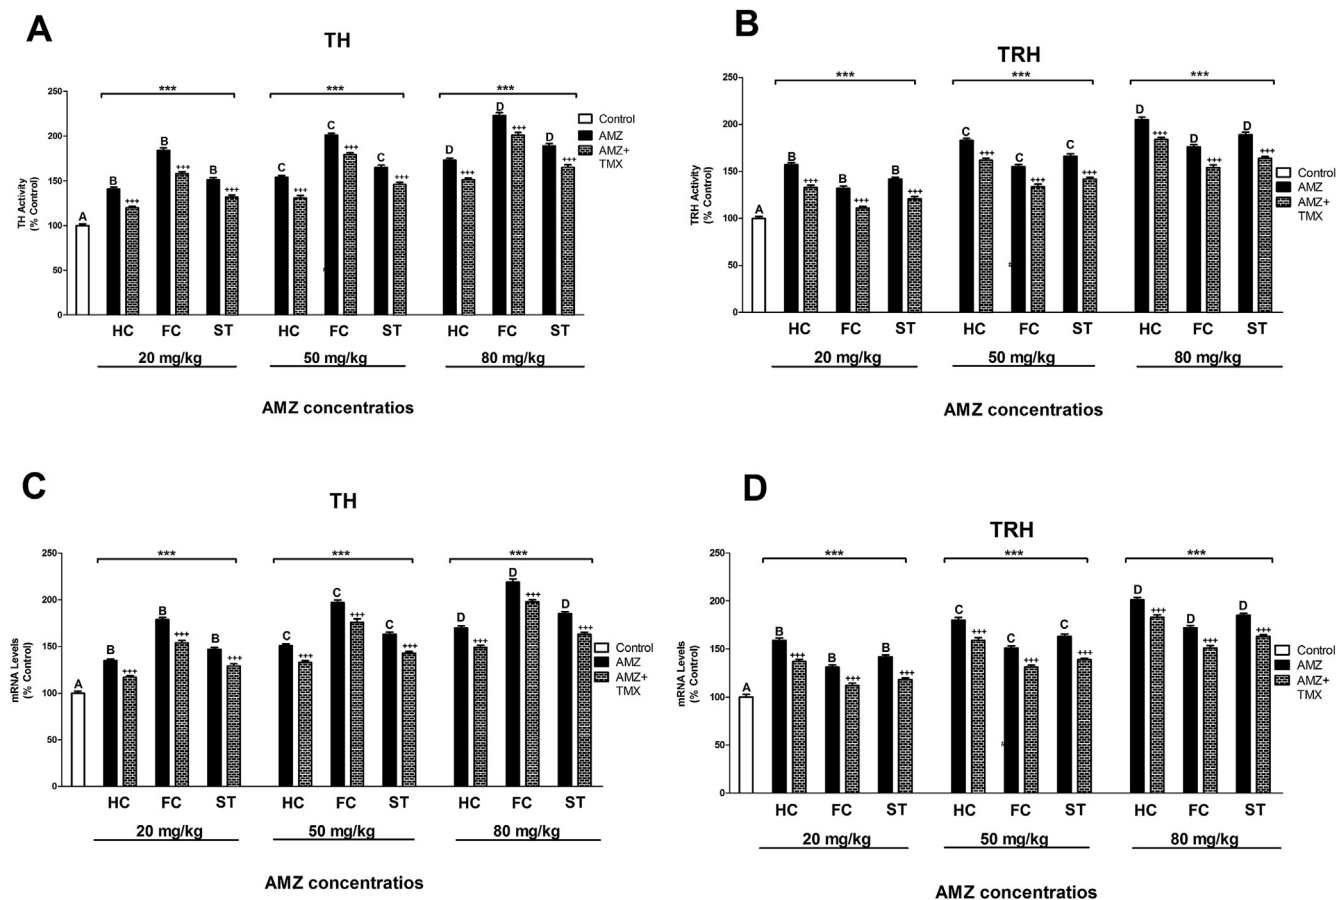 A
TH
250
200
150
100
50
0
TH Activity
(% Control)
A
B
+++
B
+++
B
+++
***
C
+++
C
+++
C
+++
***
D
+++
D
+++
D
+++
***
Control
AMZ
AMZ+
TMX
HC FC ST HC FC ST HC FC ST
20 mg/kg 50 mg/kg 80 mg/kg
AMZ concentratios
B
TRH
250
200
150
100
50
0
TRH Activity
(% Control)
A
B
+++
B
+++
B
+++
***
C
+++
C
+++
C
+++
***
D
+++
D
+++
D
+++
***
Control
AMZ
AMZ+
TMX
HC FC ST HC FC ST HC FC ST
20 mg/kg 50 mg/kg 80 mg/kg
AMZ concentratios
C
TH
250
200
150
100
50
0
mRNA Levels
(% Control)
A
B
+++
B
+++
B
+++
***
C
+++
C
+++
C
+++
***
D
+++
D
+++
D
+++
***
Control
AMZ
AMZ+
TMX
HC FC ST HC FC ST HC FC ST
20 mg/kg 50 mg/kg 80 mg/kg
AMZ concentratios
D
TRH
250
200
150
100
50
0
mRNA Levels
(% Control)
A
B
+++
B
+++
B
+++
***
C
+++
C
+++
C
+++
***
D
+++
D
+++
D
+++
***
Control
AMZ
AMZ+
TMX
HC FC ST HC FC ST HC FC ST
20 mg/kg 50 mg/kg 80 mg/kg
AMZ concentratios